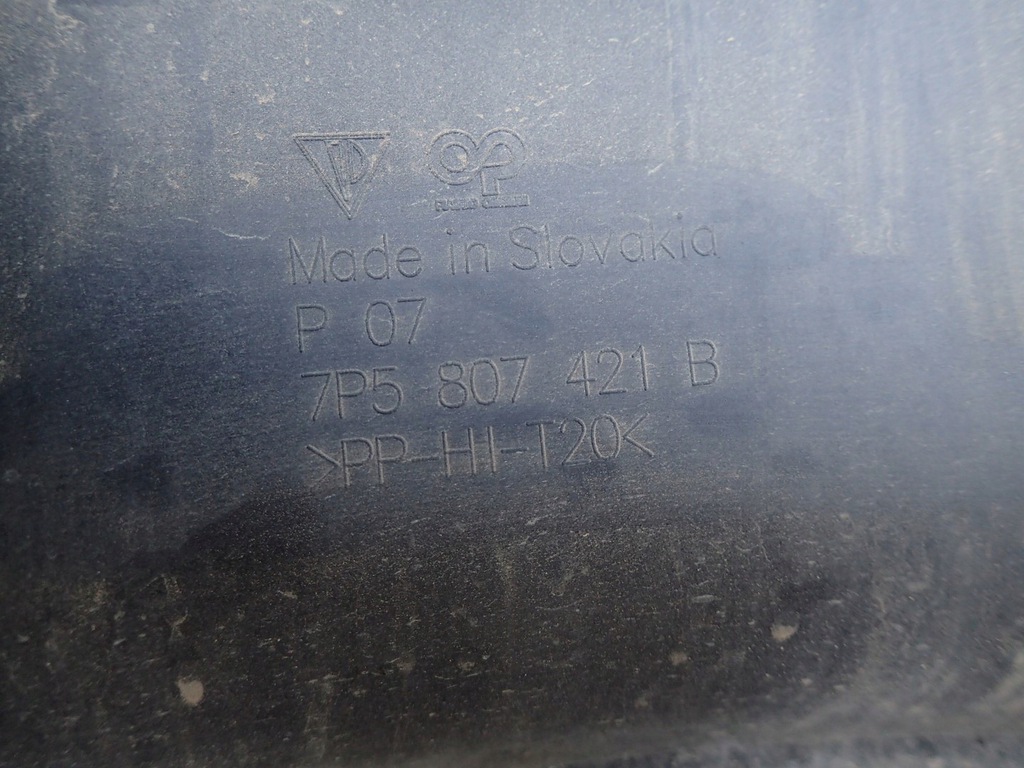 Made in Slovakia
P 07
7P5 807 421 B
>PP-HI-T20<